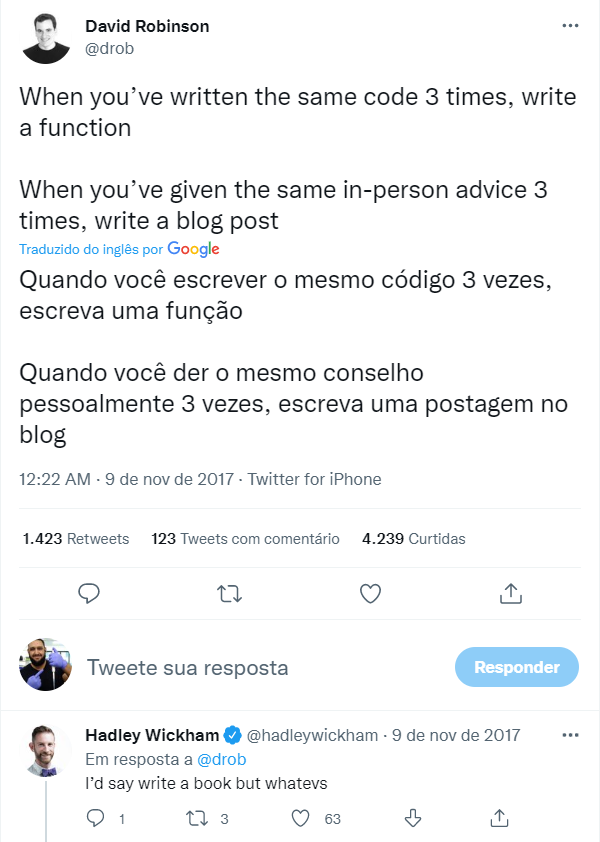 David Robinson
@drob
When you’ve written the same code 3 times, write
a function
When you’ve given the same in-person advice 3
times, write a blog post
Traduzido do inglês por Google
Quando você escrever o mesmo código 3 vezes,
escreva uma função
Quando você der o mesmo conselho
pessoalmente 3 vezes, escreva uma postagem no
blog
12:22 AM · 9 de nov de 2017 · Twitter for iPhone
1.423 Retweets 123 Tweets com comentário 4.239 Curtidas
Tweete sua resposta Responder
Hadley Wickham @hadleywickham · 9 de nov de 2017
Em resposta a @drob
I’d say write a book but whatevs
1 3 63